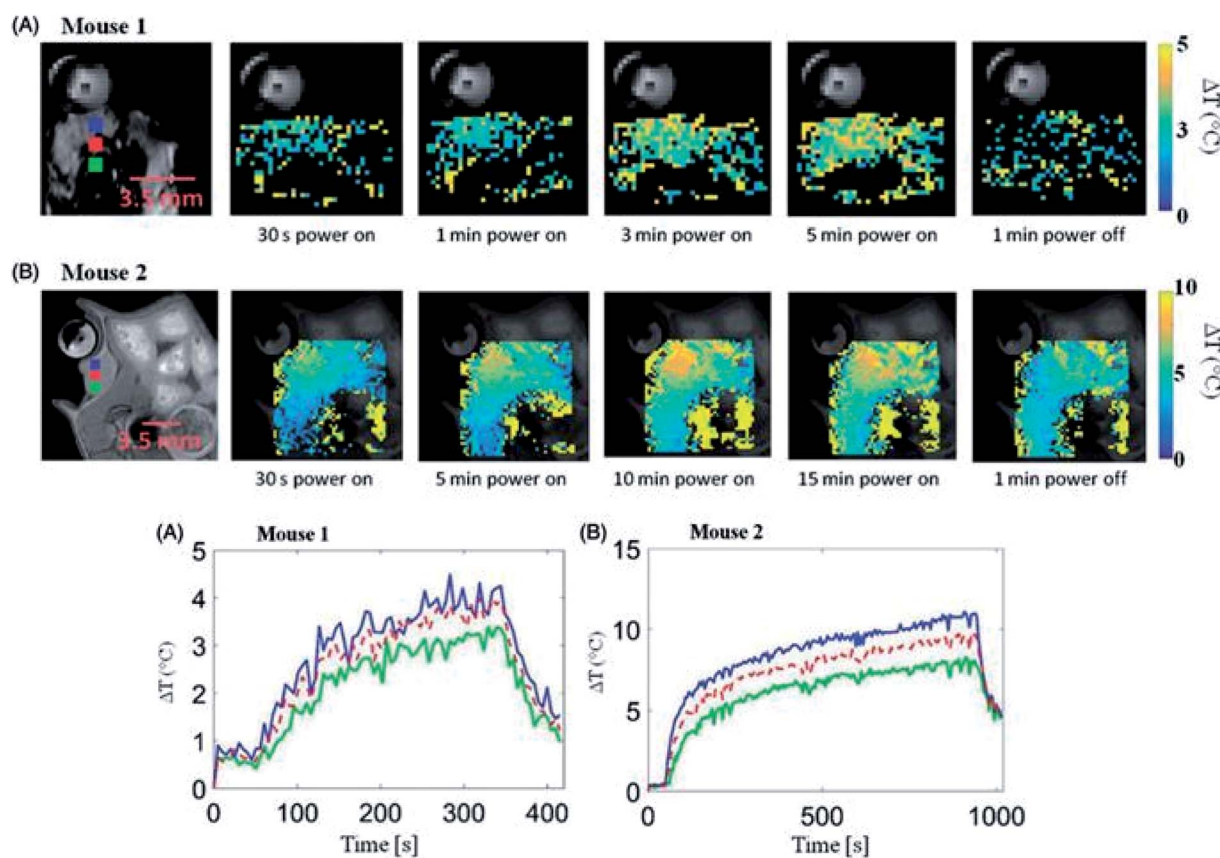 (A) Mouse 1
5
3
0
ΔT (°C)
3.5 mm
30 s power on
1 min power on
3 min power on
5 min power on
1 min power off
(B) Mouse 2
10
5
0
ΔT (°C)
3.5 mm
30 s power on
5 min power on
10 min power on
15 min power on
1 min power off
(A) Mouse 1
5
4
3
2
1
0
ΔT (°C)
0 100 200 300 400
Time [s]
(B) Mouse 2
15
10
5
0
ΔT (°C)
0 500 1000
Time [s]